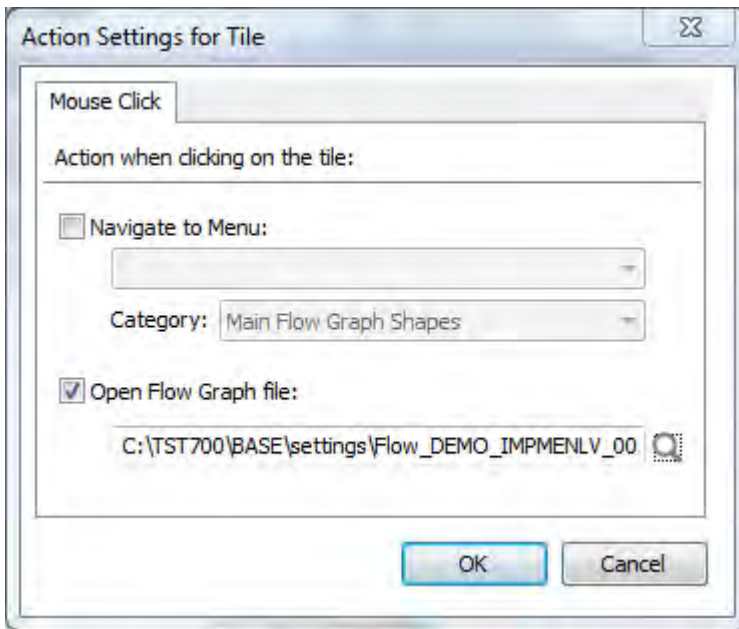 Action Settings for Tile
Mouse Click
Action when clicking on the tile:
Navigate to Menu:
Category: Main Flow Graph Shapes
Open Flow Graph file:
C:\TST700\BASE\settings\Flow_DEMO_IMPMENLV_00
OK Cancel